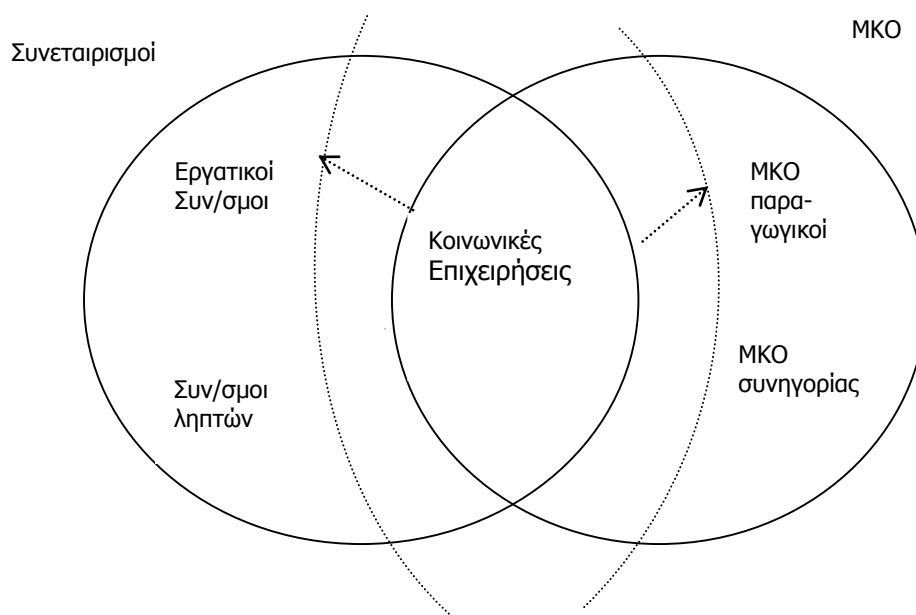 Συνεταιρισμοί
ΜΚΟ
Εργατικοί
Συν/σμοι
ΜΚΟ
παρα-
γωγικοί
Κοινωνικές
Επιχειρήσεις
Συν/σμοι
ληπτών
ΜΚΟ
συνηγορίας